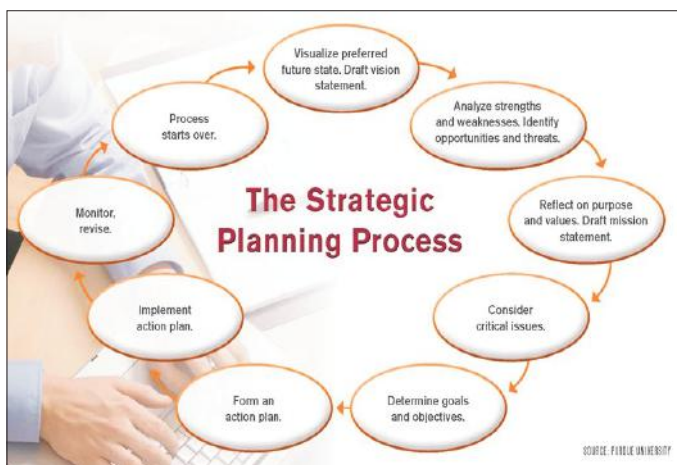 The Strategic
Planning Process
Visualize preferred
future state. Draft vision
statement.
Analyze strengths
and weaknesses. Identify
opportunities and threats.
Reflect on purpose
and values. Draft mission
statement.
Consider
critical issues.
Determine goals
and objectives.
Form an
action plan.
Implement
action plan.
Monitor,
revise.
Process
starts over.
SOURCE: PURDUE UNIVERSITY